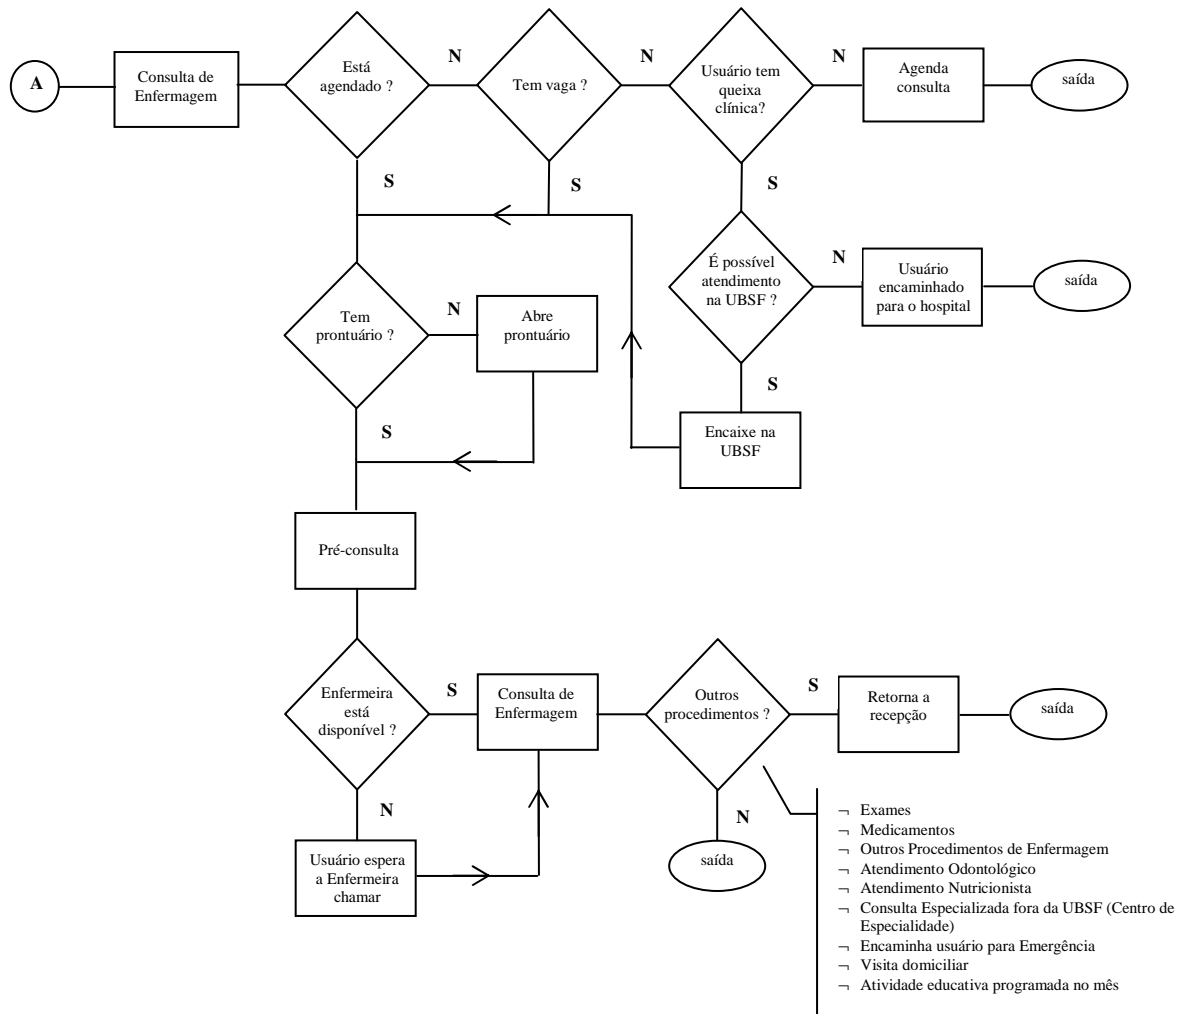 A
Consulta de
Enfermagem
Está
agendado ?
N
Tem vaga ?
N
Usuário tem
queixa
clínica?
N
Agenda
consulta
saída
S
S
S
É possível
atendimento
na UBSF ?
N
Usuário
encaminhado
para o hospital
saída
Tem
prontuário ?
N
Abre
prontuário
S
S
Encaixe na
UBSF
Pré-consulta
Enfermeira
está
disponível ?
S
Consulta de
Enfermagem
Outros
procedimentos ?
S
Retorna a
recepção
saída
N
Usuário espera
a Enfermeira
chamar
N
saída
¬ Exames
¬ Medicamentos
¬ Outros Procedimentos de Enfermagem
¬ Atendimento Odontológico
¬ Atendimento Nutricionista
¬ Consulta Especializada fora da UBSF (Centro de
Especialidade)
¬ Encaminha usuário para Emergência
¬ Visita domiciliar
¬ Atividade educativa programada no mês